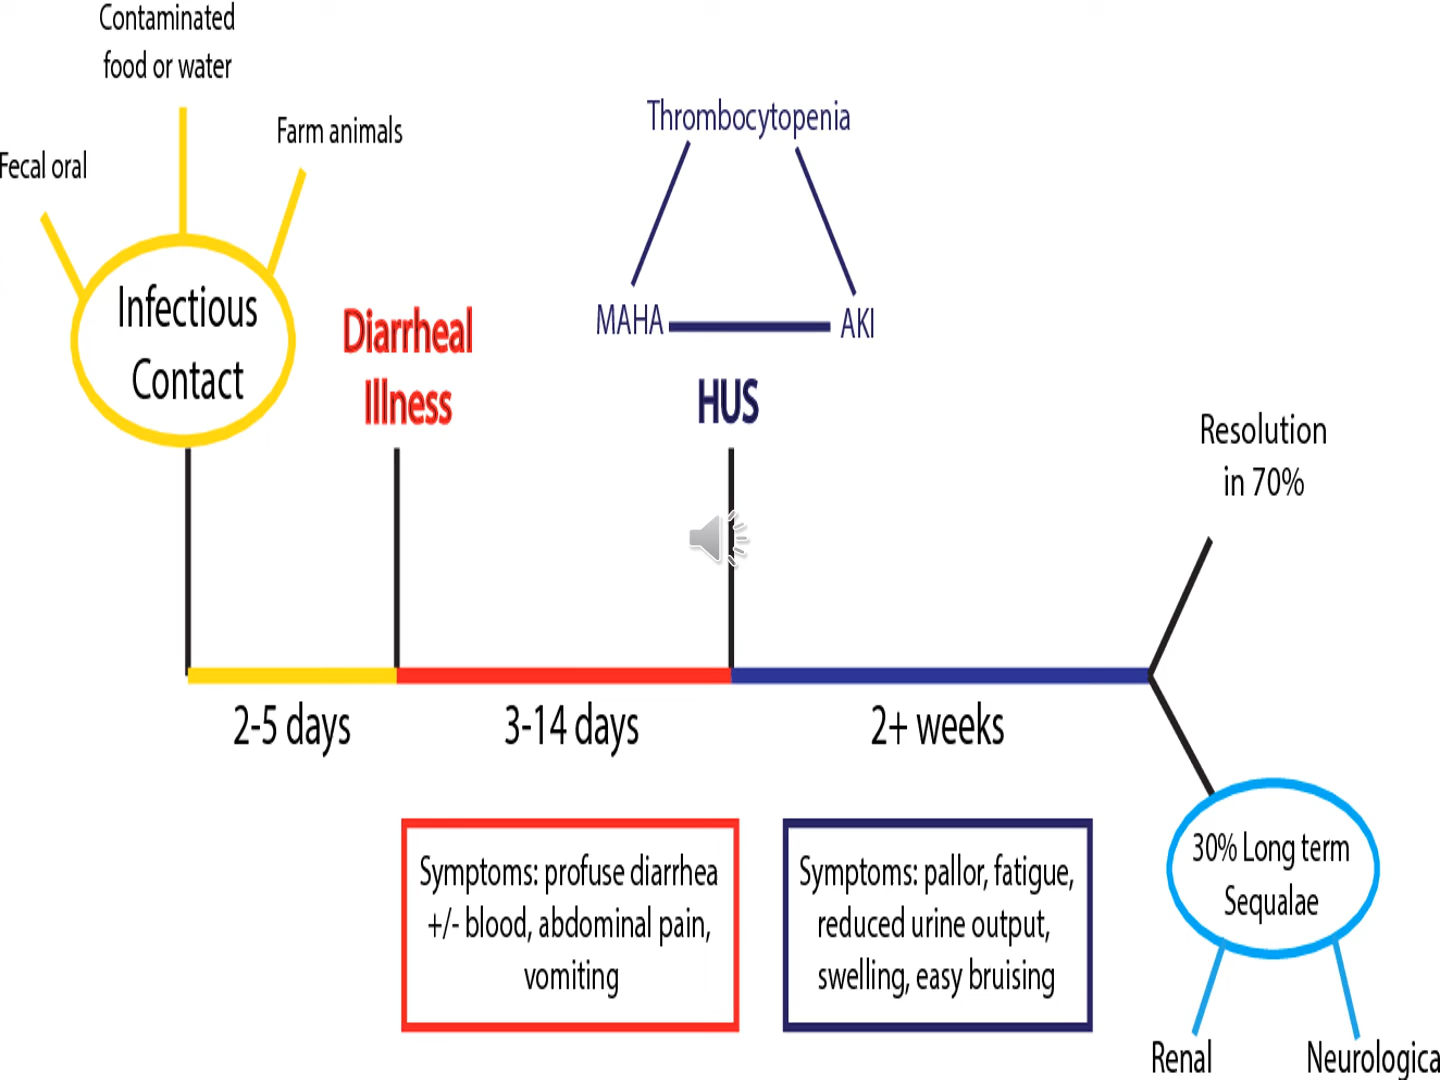 Contaminated
food or water
Farm animals
Fecal oral
Infectious
Contact
Diarrheal
Illness
Thrombocytopenia
MAHA
AKI
HUS
Resolution
in 70%
2-5 days
3-14 days
2+ weeks
Symptoms: profuse diarrhea
+/- blood, abdominal pain,
vomiting
Symptoms: pallor, fatigue,
reduced urine output,
swelling, easy bruising
30% Long term
Sequalae
Renal
Neurologica